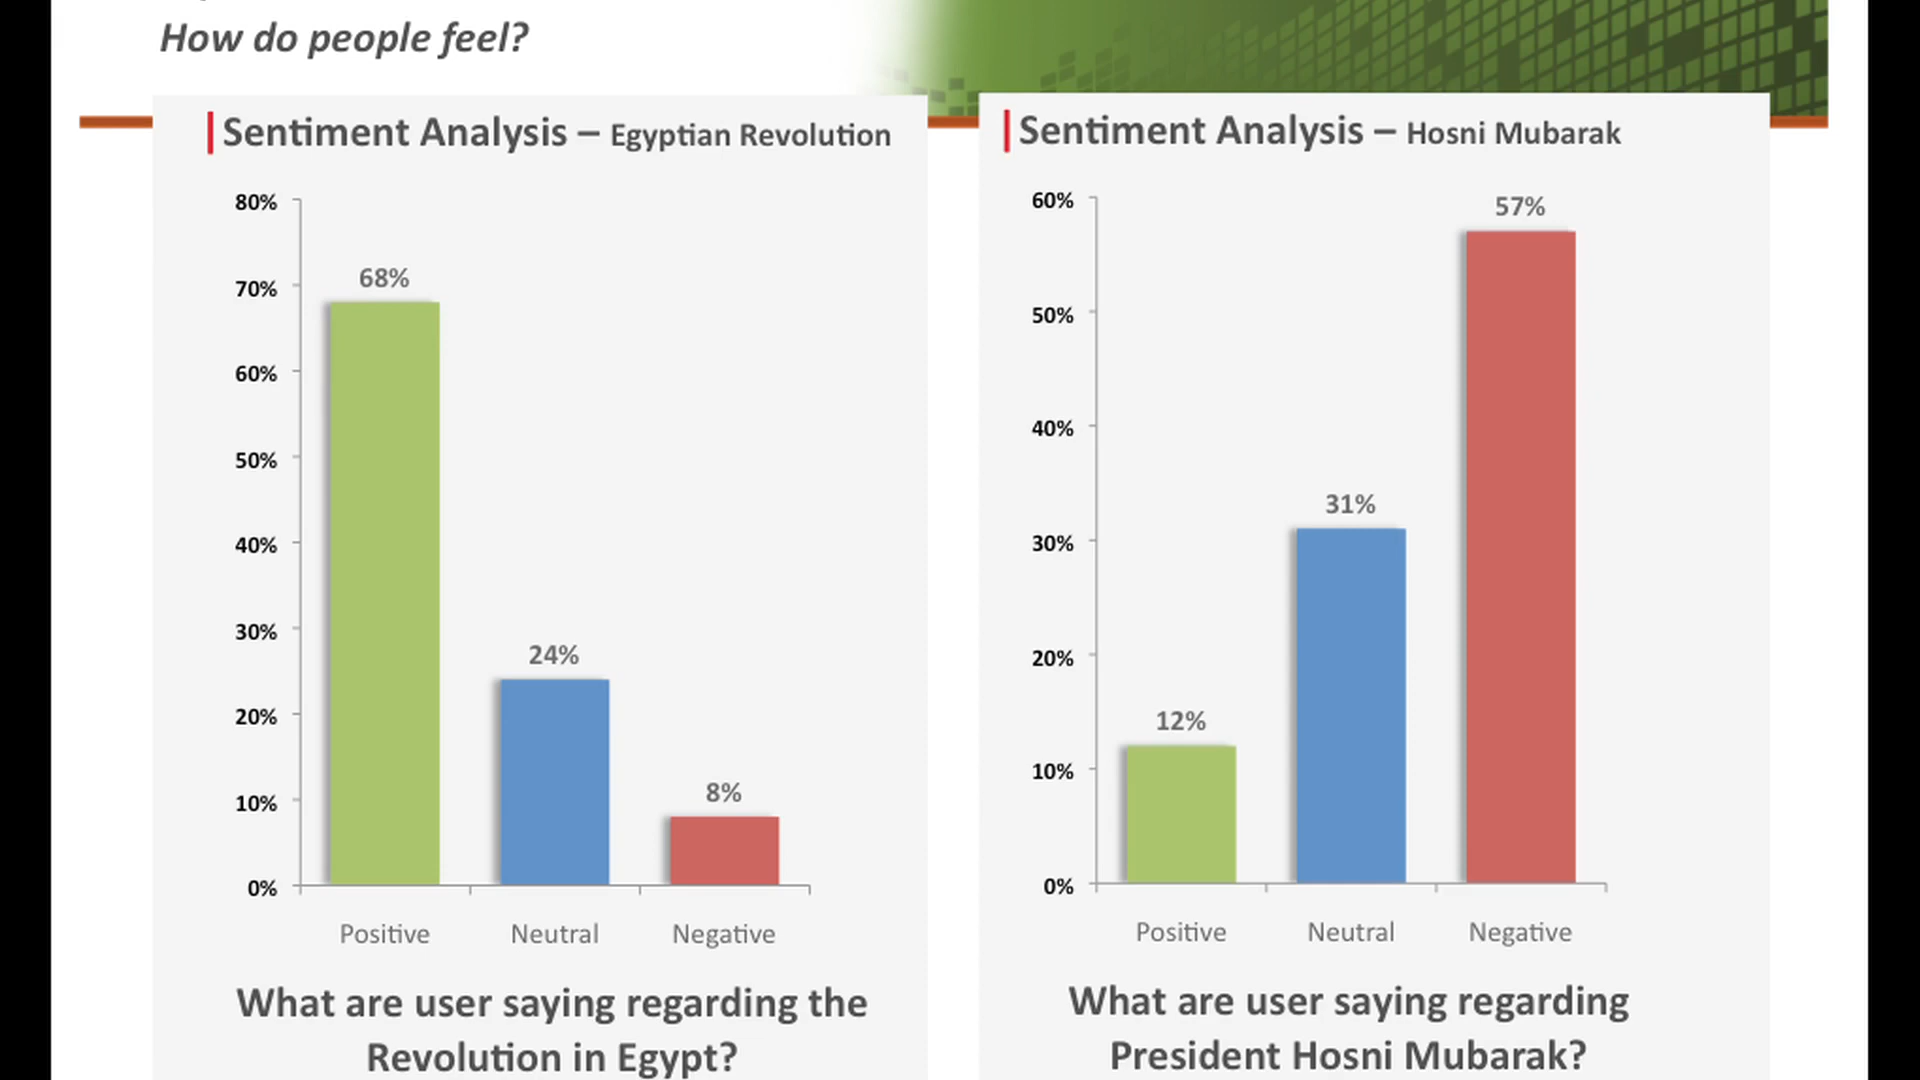 How do people feel?
Sentiment Analysis – Egyptian Revolution
80%
70%
60%
50%
40%
30%
20%
10%
0%
68%
24%
8%
Positive Neutral Negative
What are user saying regarding the
Revolution in Egypt?
Sentiment Analysis – Hosni Mubarak
60%
50%
40%
30%
20%
10%
0%
12%
31%
57%
Positive Neutral Negative
What are user saying regarding
President Hosni Mubarak?